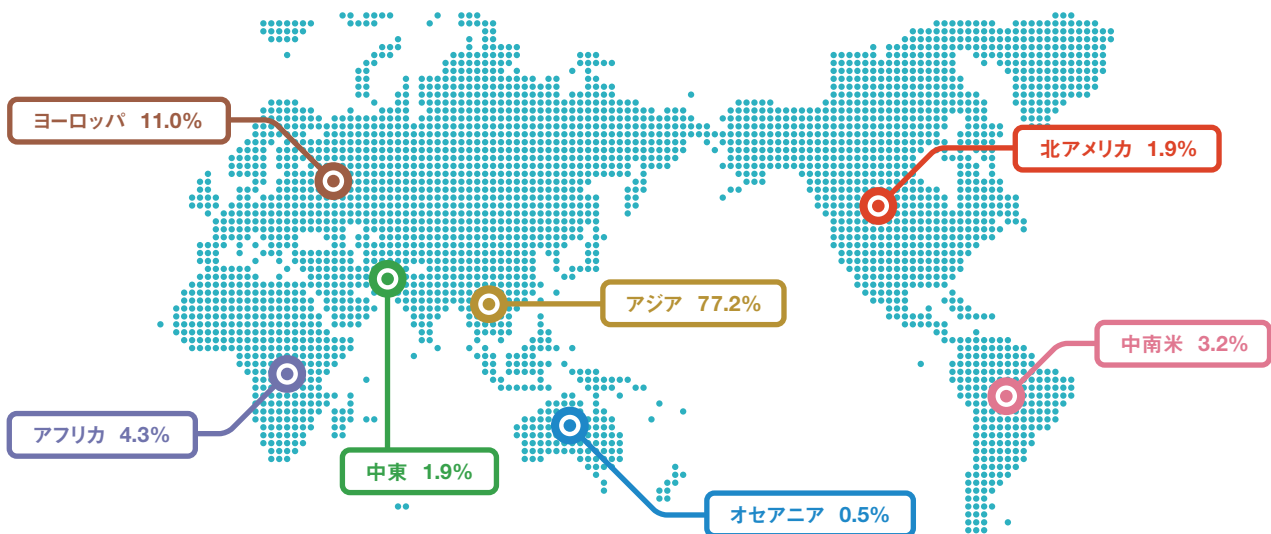 ヨーロッパ 11.0%
北アメリカ 1.9%
アジア 77.2%
中南米 3.2%
アフリカ 4.3%
中東 1.9%
オセアニア 0.5%